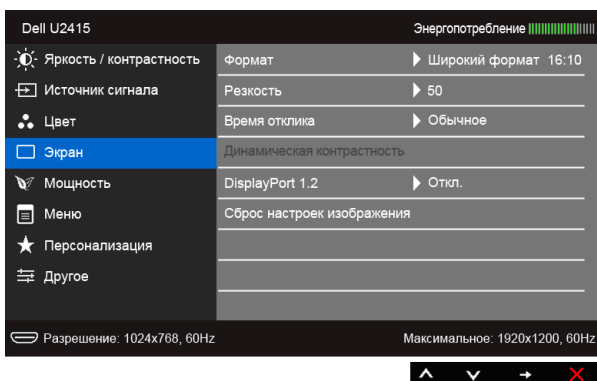 Dell U2415 Энергопотребление
Яркость / контрастность Формат Широкий формат 16:10
Источник сигнала Резкость 50
Цвет Время отклика Обычное
Экран Динамическая контрастность
Мощность DisplayPort 1.2 Откл.
Меню Сброс настроек изображения
Персонализация
Другое
Разрешение: 1024x768, 60Hz Максимальное: 1920x1200, 60Hz